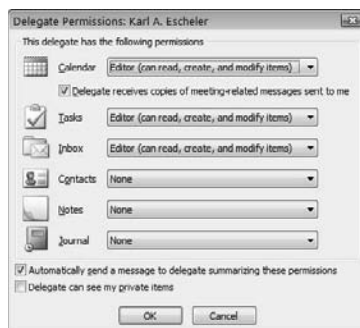 Delegate Permissions: Karl A. Escheler
This delegate has the following permissions
Calendar Editor (can read, create, and modify items)
Delegate receives copies of meeting-related messages sent to me
Tasks Editor (can read, create, and modify items)
Inbox Editor (can read, create, and modify items)
Contacts None
Notes None
Journal None
Automatically send a message to delegate summarizing these permissions
Delegate can see my private items
OK Cancel